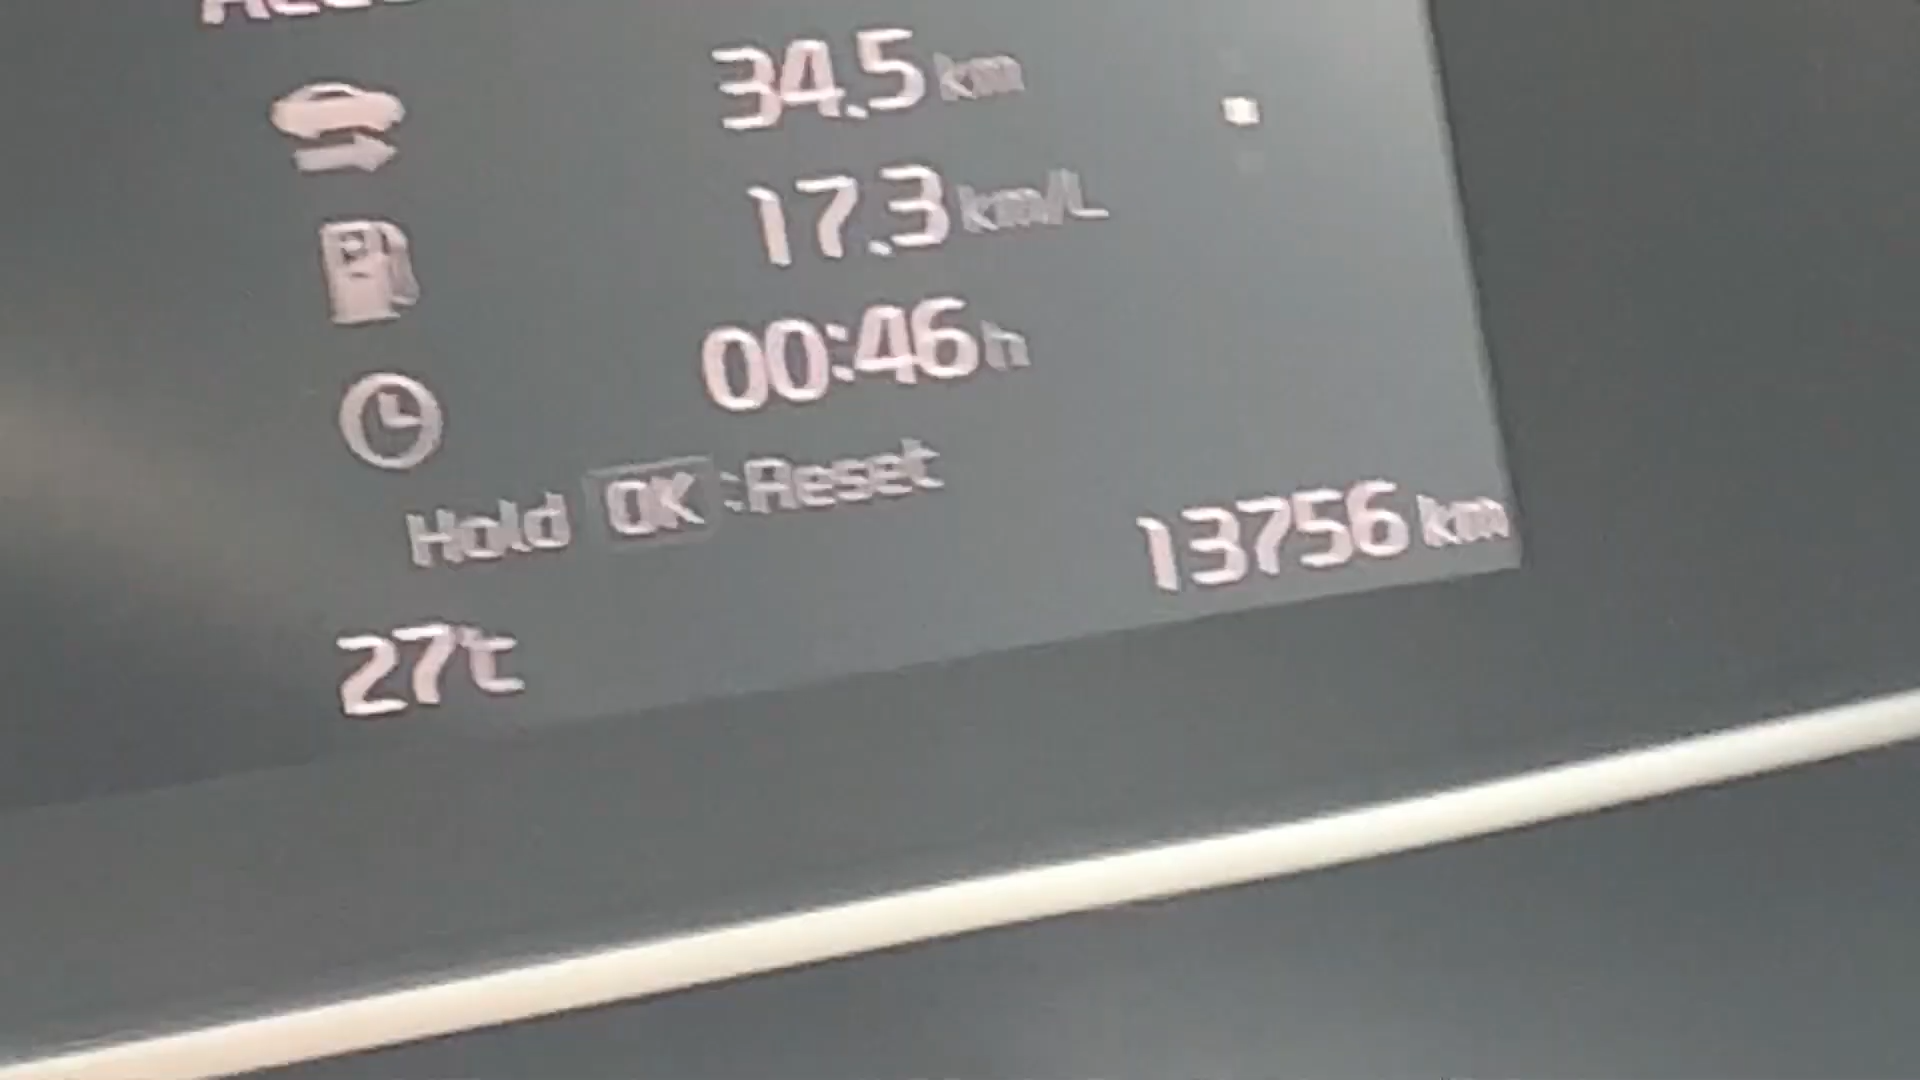 34.5 km
17.3 km/L
00:46 h
Hold OK :Reset
13756 km
27℃